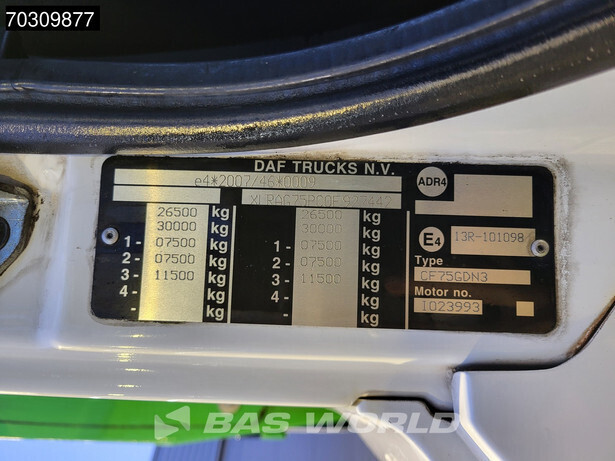 70309877
DAF TRUCKS N.V.
e4*2007/46*0009
26500 kg 26500 kg
30000 kg 30000 kg
1- 07500 kg 1- 07500 kg
2- 07500 kg 2- 07500 kg
3- 11500 kg 3- 11500 kg
4- kg 4- kg
- kg - kg
ADR4
E4 13R-101098
Type
CF75GDN3
Motor no.
1023993
BAS WORLD